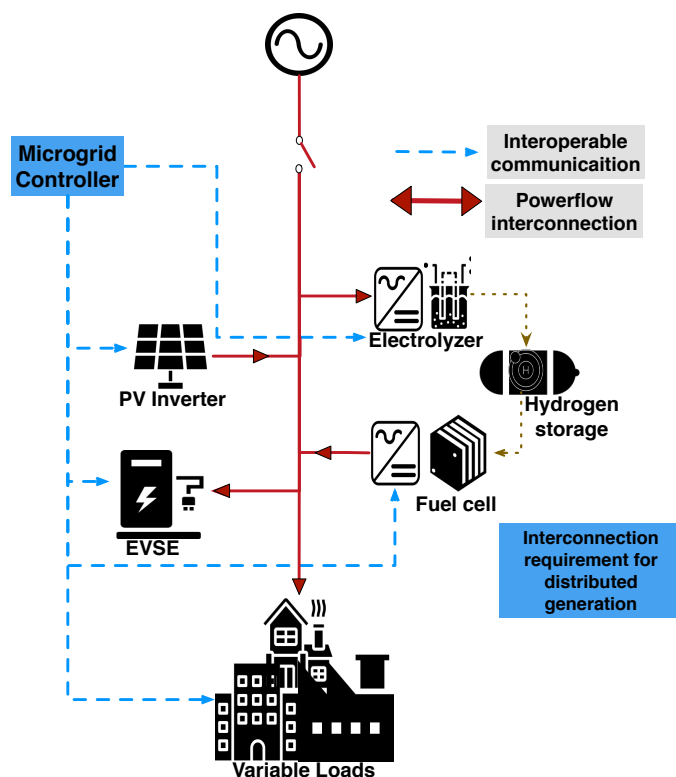 Microgrid
Controller
Interoperable
communicaition
Powerflow
interconnection
Electrolyzer
PV Inverter
H
Hydrogen
storage
Fuel cell
EVSE
Interconnection
requirement for
distributed
generation
Variable Loads